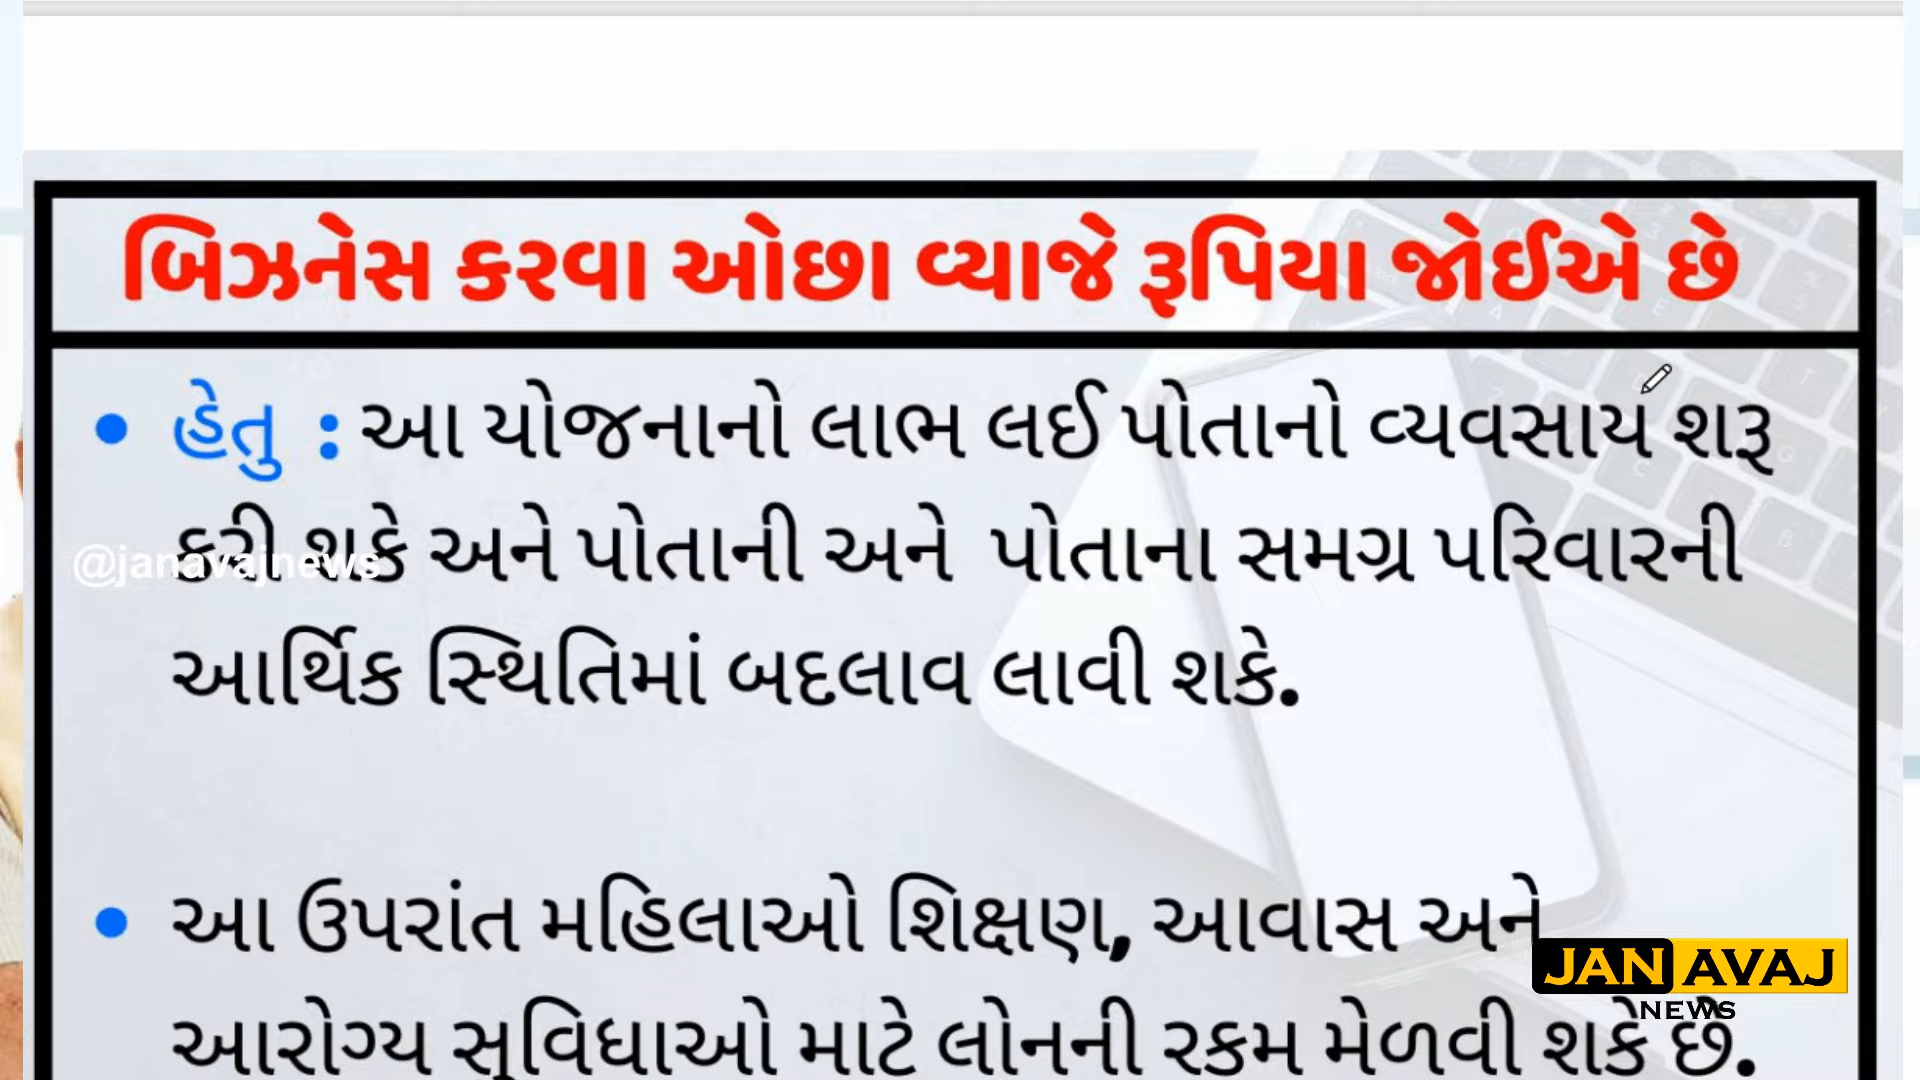 બિઝનેસ કરવા ઓછા વ્યાજે રૂપિયા જોઈએ છે
• હેતુ : આ યોજનાનો લાભ લઈ પોતાનો વ્યવસાય શરૂ
કરી શકે અને પોતાની અને પોતાના સમગ્ર પરિવારની
@janavajnews
આર્થિક સ્થિતિમાં બદલાવ લાવી શકે.
• આ ઉપરાંત મહિલાઓ શિક્ષણ, આવાસ અને
JAN AVAJ
NEWS
આરોગ્ય સુવિધાઓ માટે લોનની રકમ મેળવી શકે છે.